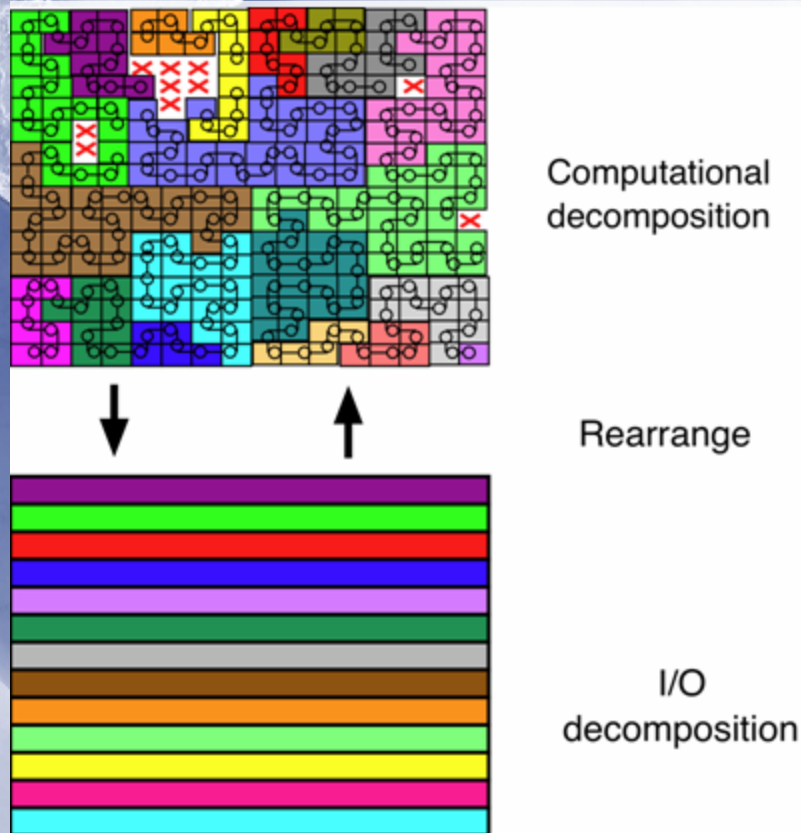 Computational
decomposition
Rearrange
I/O
decomposition